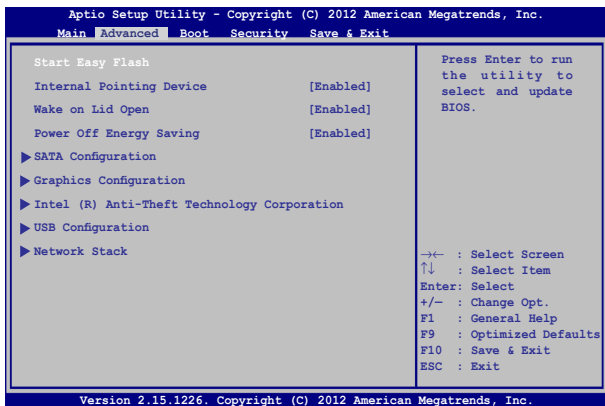 Aptio Setup Utility - Copyright (C) 2012 American Megatrends, Inc.
Main Advanced Boot Security Save & Exit
Start Easy Flash
Internal Pointing Device [Enabled]
Wake on Lid Open [Enabled]
Power Off Energy Saving [Enabled]
▶ SATA Configuration
▶ Graphics Configuration
▶ Intel (R) Anti-Theft Technology Corporation
▶ USB Configuration
▶ Network Stack
Press Enter to run
the utility to
select and update
BIOS.
→← : Select Screen
↑↓ : Select Item
Enter: Select
+/— : Change Opt.
F1 : General Help
F9 : Optimized Defaults
F10 : Save & Exit
ESC : Exit
Version 2.15.1226. Copyright (C) 2012 American Megatrends, Inc.